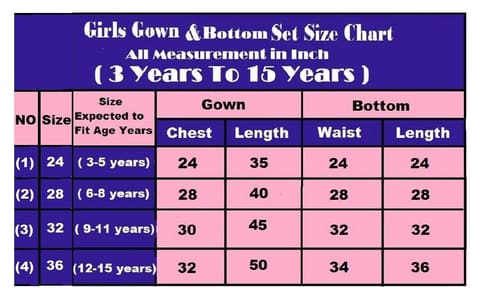 Girls Gown & Bottom Set Size Chart
All Measurement in Inch
( 3 Years To 15 Years )
NO Size Size Expected to Fit Age Years Gown Bottom
Chest Length Waist Length
(1) 24 ( 3-5 years) 24 35 24 24
(2) 28 ( 6-8 years) 28 40 28 28
(3) 32 ( 9-11 years) 30 45 32 32
(4) 36 (12-15 years) 32 50 34 36